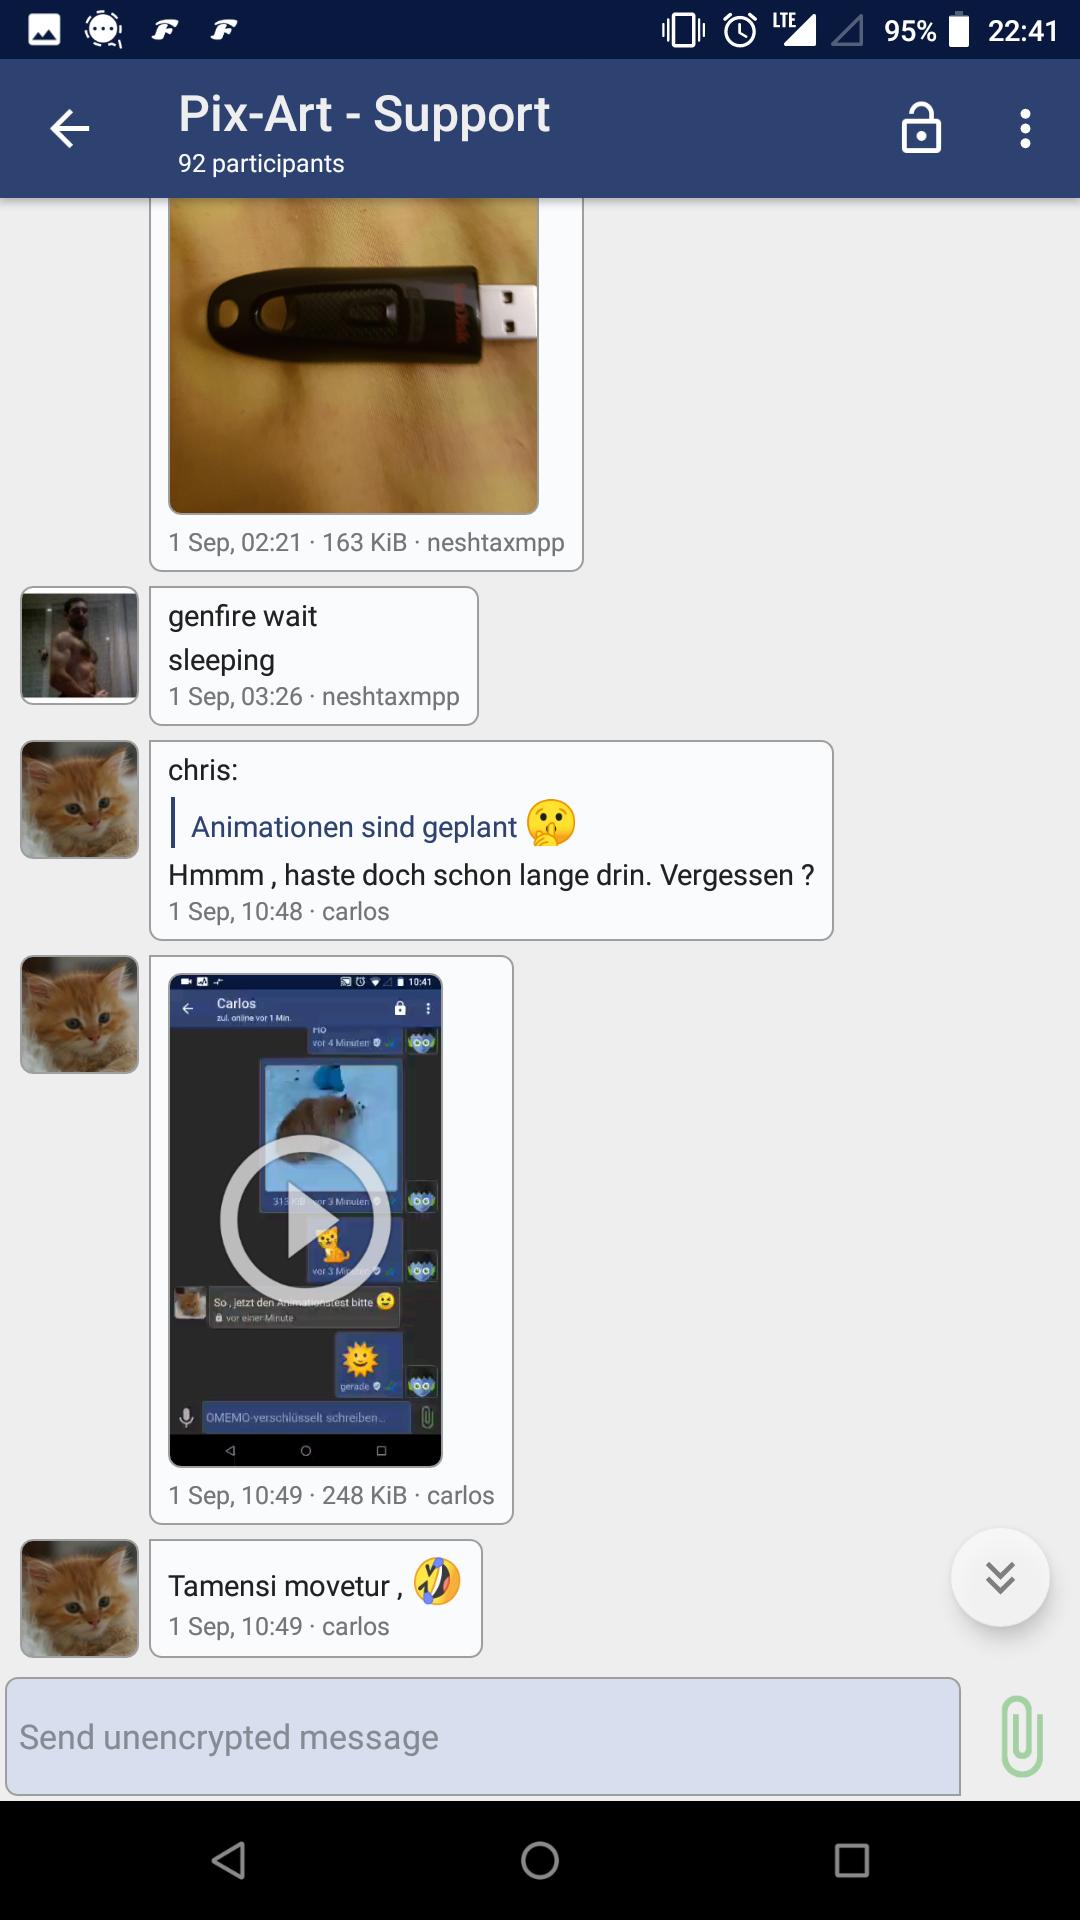 LTE 95% 22:41
Pix-Art - Support
92 participants
SanDisk
1 Sep, 02:21 · 163 KiB · neshtaxmpp
genfire wait
sleeping
1 Sep, 03:26 · neshtaxmpp
chris:
Animationen sind geplant 🤫
Hmmm , haste doch schon lange drin. Vergessen ?
1 Sep, 10:48 · carlos
10:41
Carlos
zul. online vor 1 Min.
vor 4 Minuten
vor 3 Minuten
vor 3 Minuten
So , jetzt den Animationstest bitte 😉
vor einer Minute
gerade
OMEMO-verschlüsselt schreiben...
1 Sep, 10:49 · 248 KiB · carlos
Tamensi movetur , 🤣
1 Sep, 10:49 · carlos
Send unencrypted message